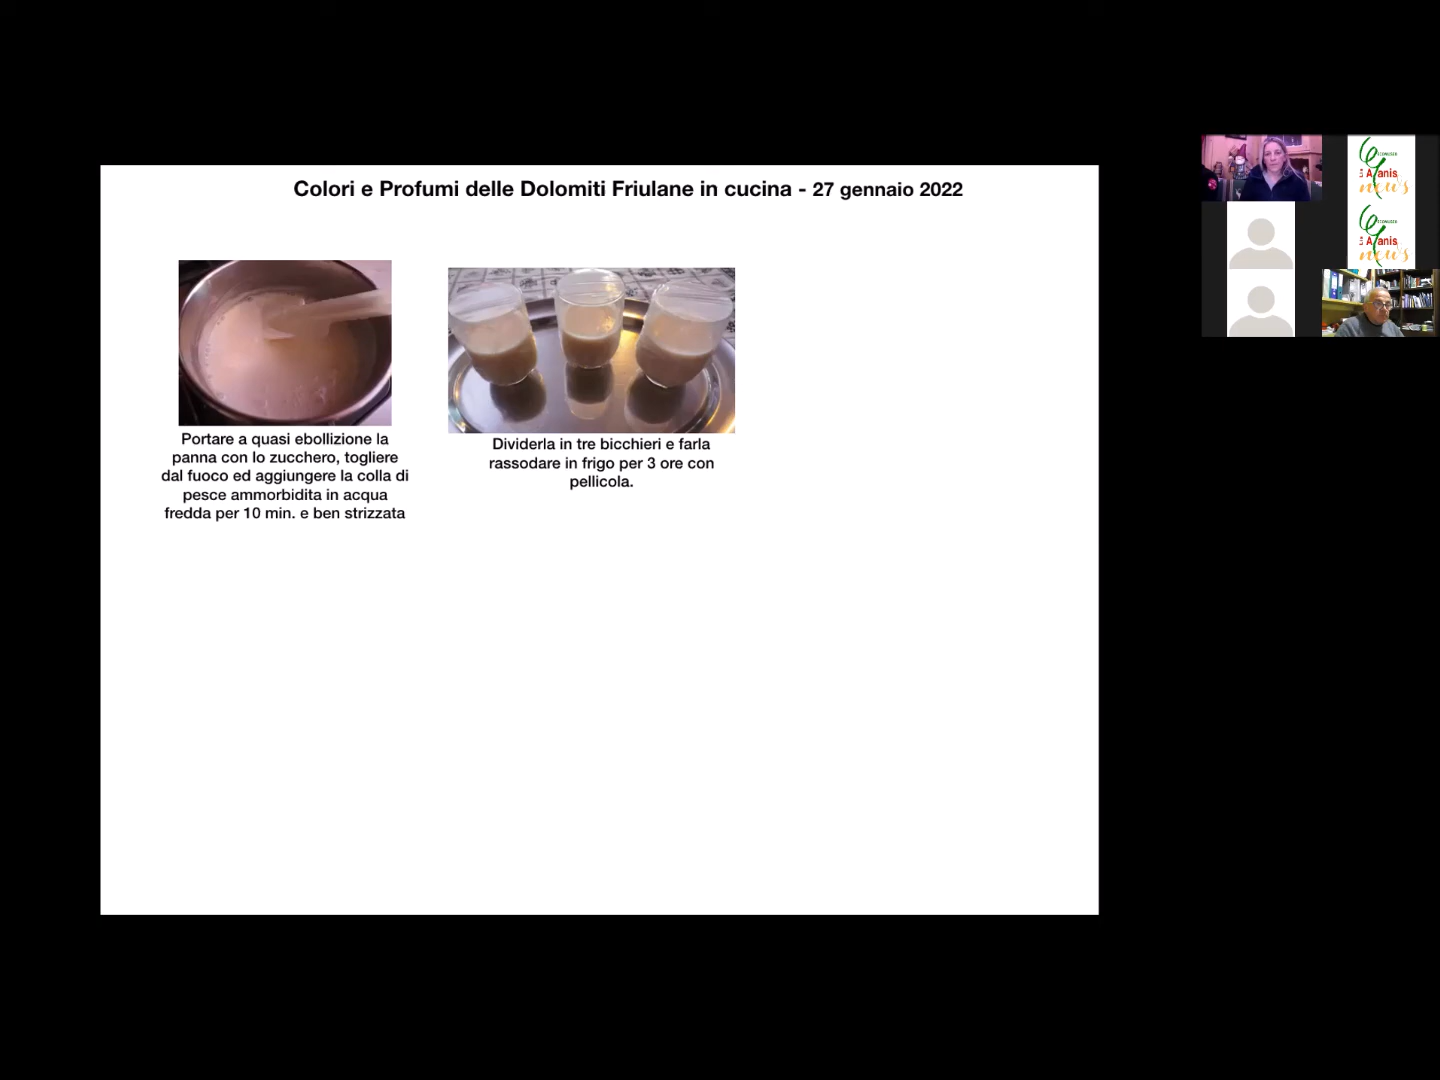 Colori e Profumi delle Dolomiti Friulane in cucina - 27 gennaio 2022
Portare a quasi ebollizione la
panna con lo zucchero, togliere
dal fuoco ed aggiungere la colla di
pesce ammorbidita in acqua
fredda per 10 min. e ben strizzata
Dividerla in tre bicchieri e farla
rassodare in frigo per 3 ore con
pellicola.